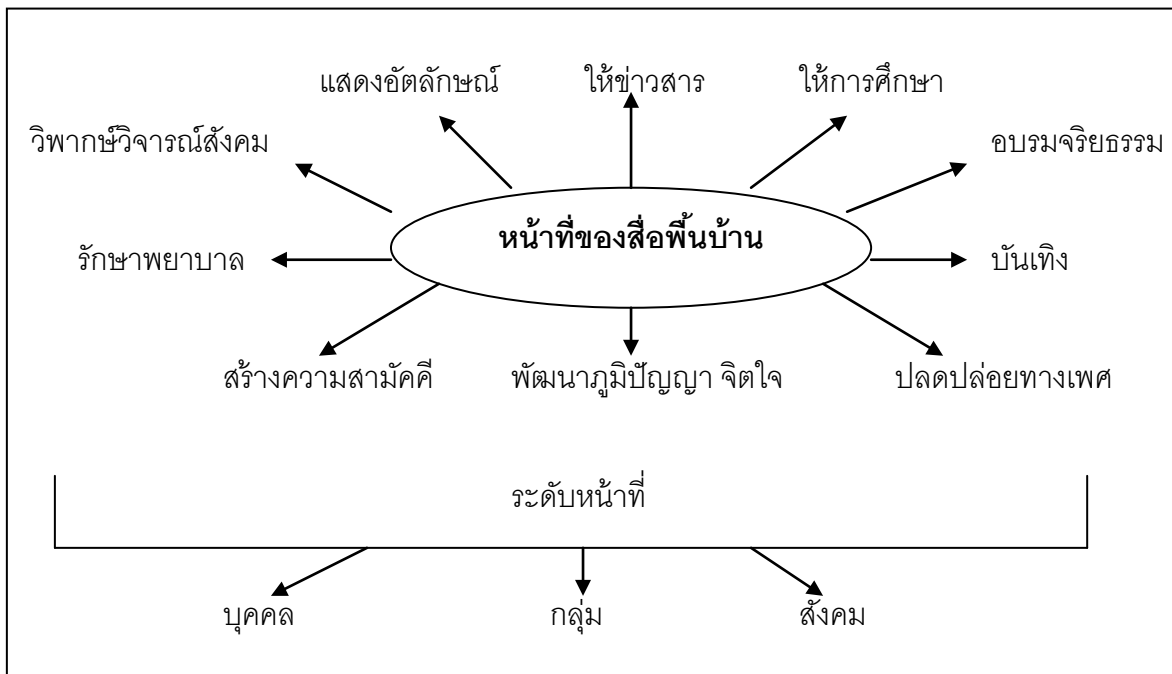 แสดงอัตลักษณ์ ให้ข่าวสาร ให้การศึกษา
วิพากษ์วิจารณ์สังคม อบรมจริยธรรม
หน้าที่ของสื่อพื้นบ้าน
รักษาพยาบาล บันเทิง
สร้างความสามัคคี พัฒนาภูมิปัญญา จิตใจ ปลดปล่อยทางเพศ
ระดับหน้าที่
บุคคล กลุ่ม สังคม